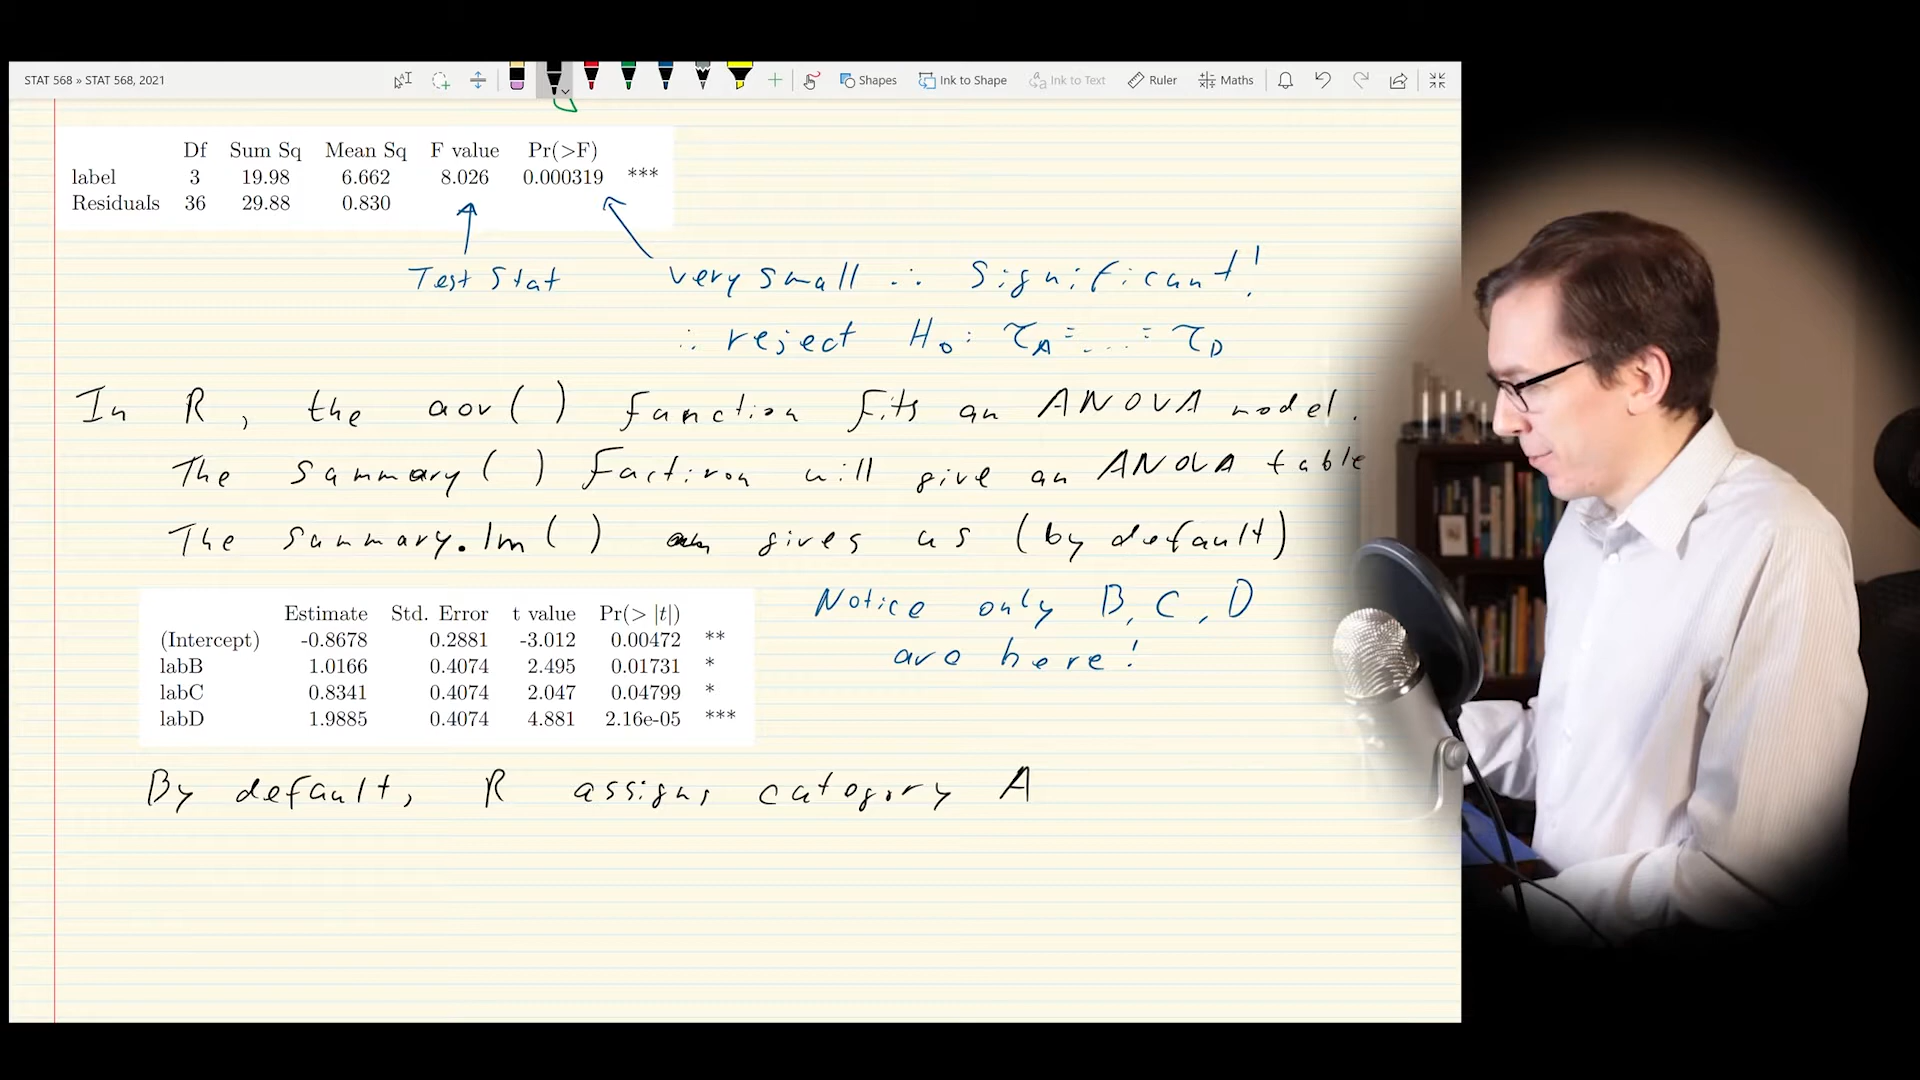 STAT 568 » STAT 568, 2021
Shapes Ink to Shape Ink to Text Ruler Maths
Df Sum Sq Mean Sq F value Pr(>F)
label 3 19.98 6.662 8.026 0.000319 ***
Residuals 36 29.88 0.830
Test Stat very small ∴ Significant!
∴ reject H₀: τ_A = ... = τ_D
In R, the aov( ) function fits an ANOVA model.
The summary( ) factiron will give an ANOVA table
The summary.lm( ) gives us (by default)
Notice only B, C, D
are here!
Estimate Std. Error t value Pr(> |t|)
(Intercept) -0.8678 0.2881 -3.012 0.00472 **
labB 1.0166 0.4074 2.495 0.01731 *
labC 0.8341 0.4074 2.047 0.04799 *
labD 1.9885 0.4074 4.881 2.16e-05 ***
By default, R assigns category A